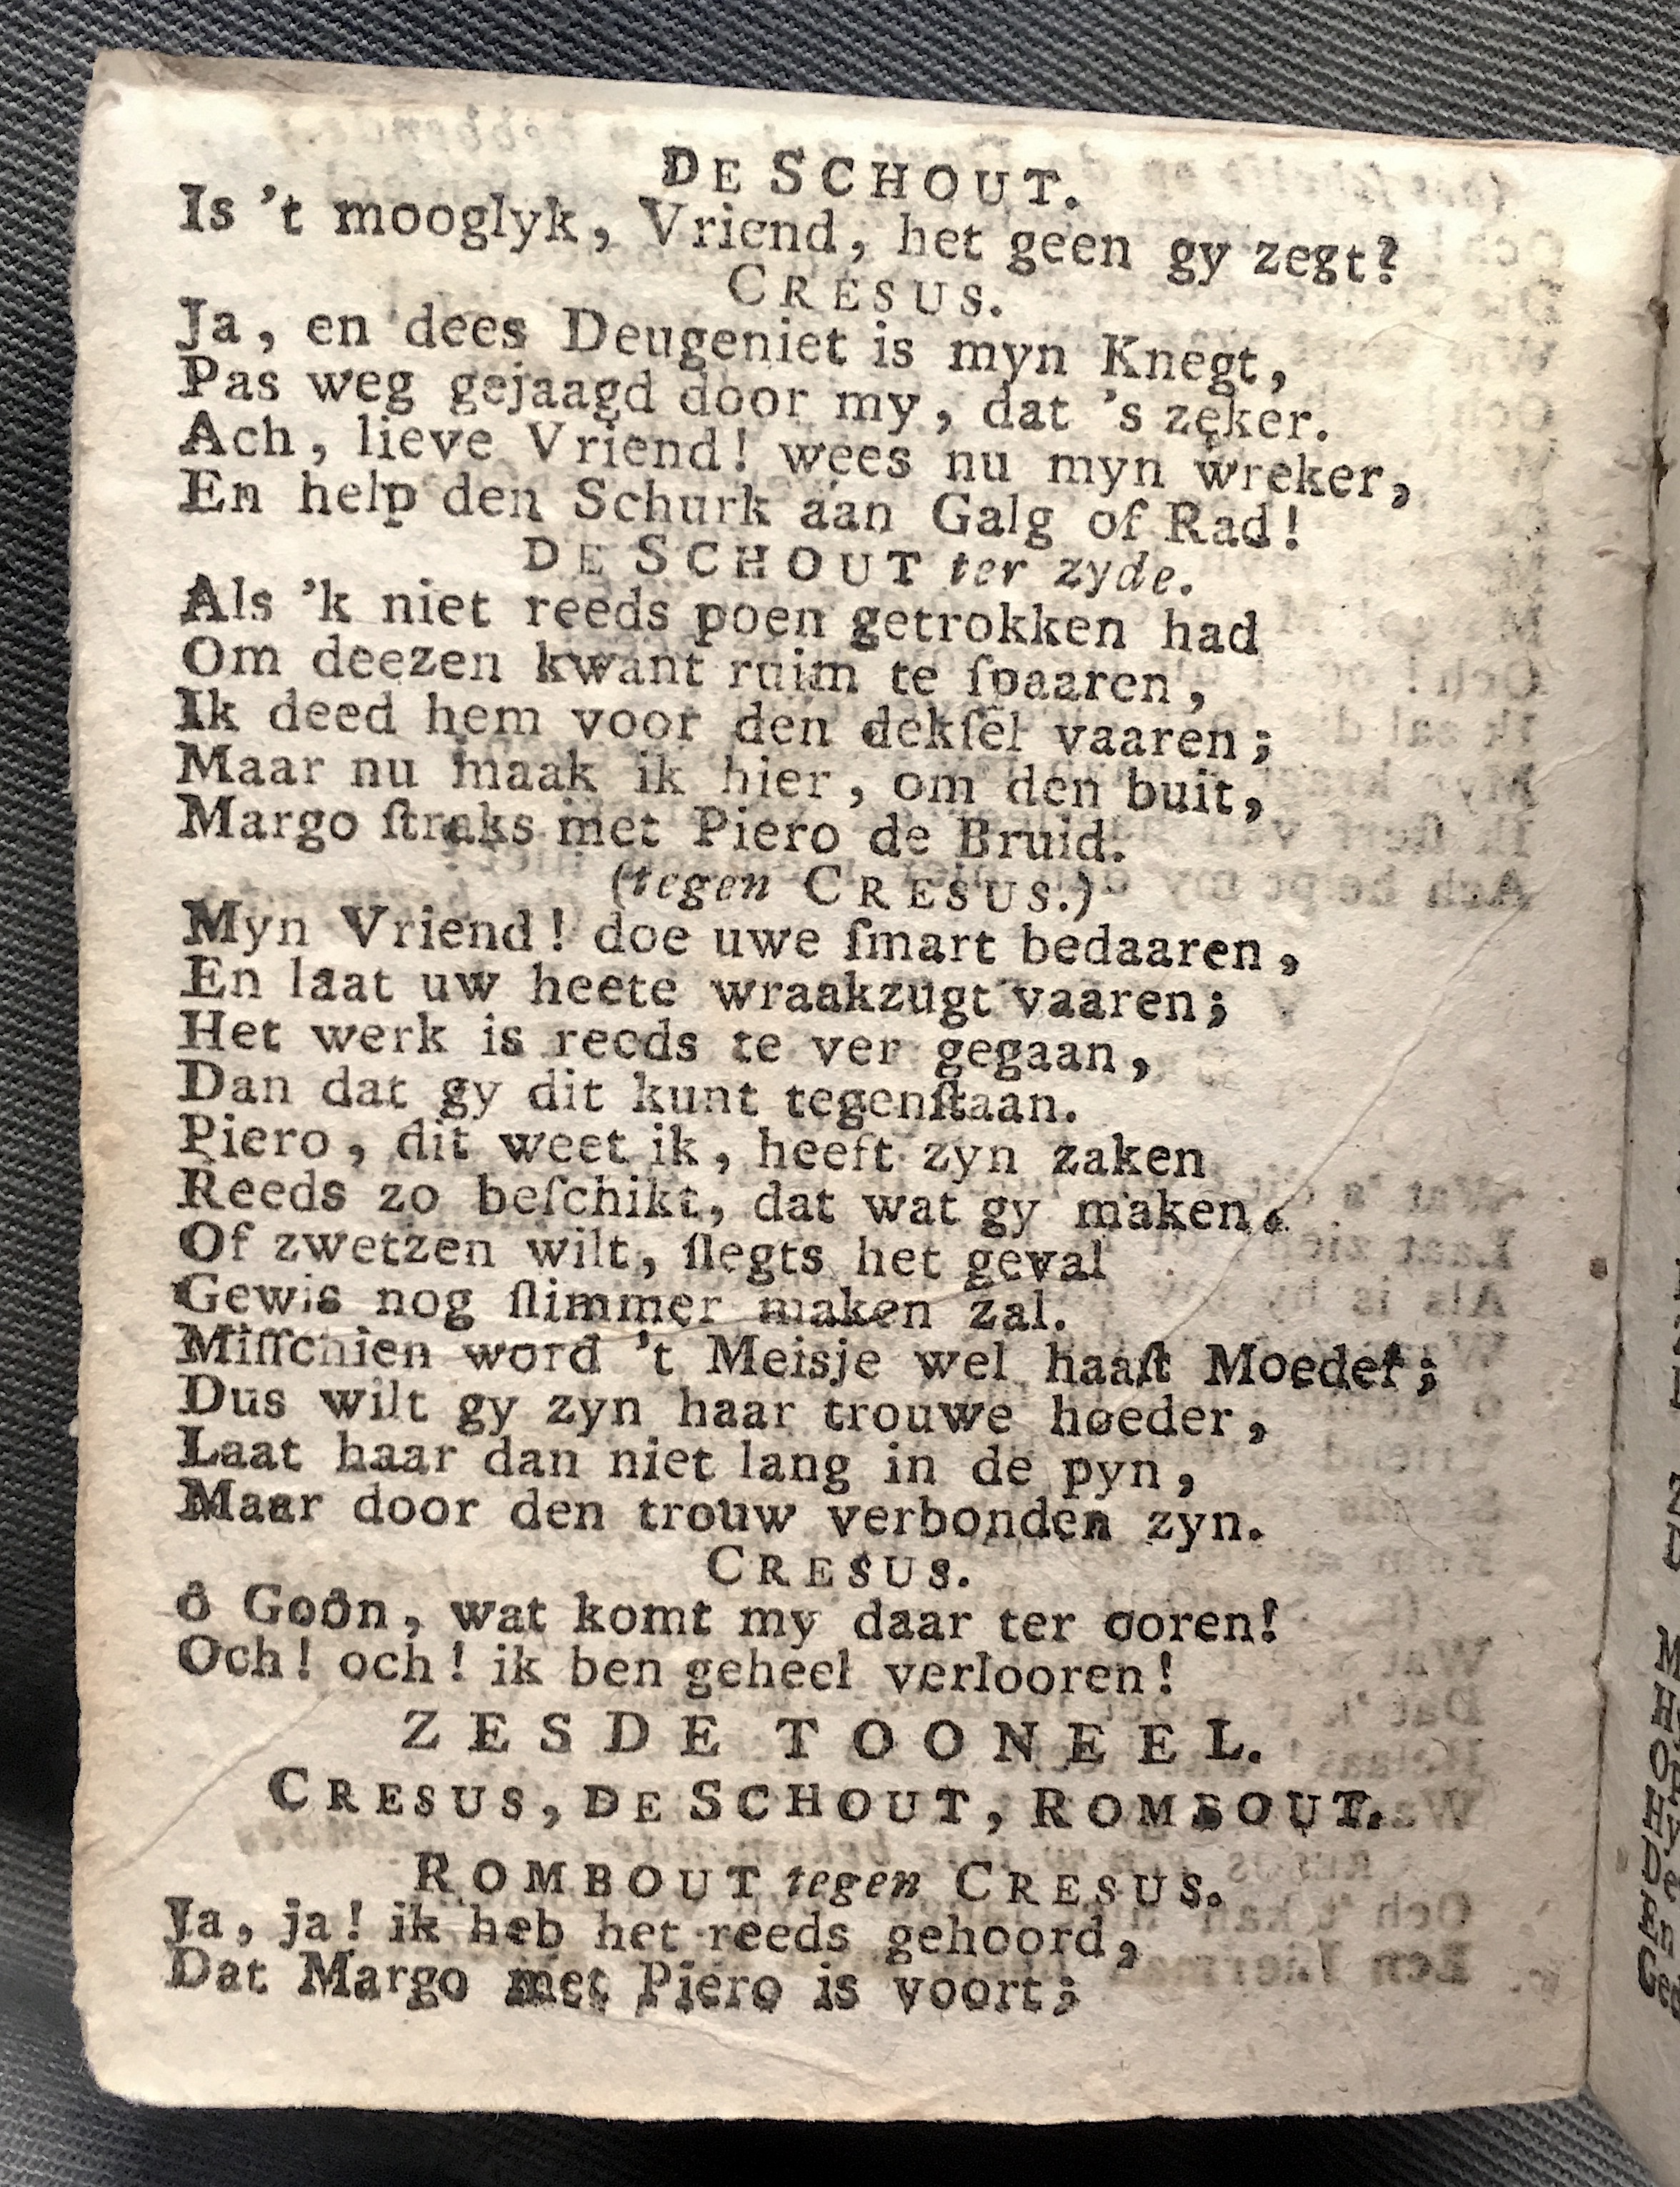 DE SCHOUT.
Is 't mooglyk, Vriend, het geen gy zegt?
CRESUS.
Ja, en dees Deugeniet is myn Knegt,
Pas weg gejaagd door my, dat 's zeker.
Ach, lieve Vriend! wees nu myn wreker,
En help den Schurk aan Galg of Rad!
DE SCHOUT ter zyde.
Als 'k niet reeds poen getrokken had
Om deezen kwant ruim te ſpaaren,
Ik deed hem voor den dekſel vaaren;
Maar nu maak ik hier, om den buit,
Margo ſtraks met Piero de Bruid.
(tegen CRESUS.)
Myn Vriend! doe uwe ſmart bedaaren,
En laat uw heete wraakzugt vaaren;
Het werk is reeds te ver gegaan,
Dan dat gy dit kunt tegenſtaan.
Piero, dit weet ik, heeft zyn zaken
Reeds zo beſchikt, dat wat gy maken,
Of zwetzen wilt, ſlegts het geval
Gewis nog ſlimmer maken zal.
Miſſchien word 't Meisje wel haaſt Moeder;
Dus wilt gy zyn haar trouwe hoeder,
Laat haar dan niet lang in de pyn,
Maar door den trouw verbonden zyn.
CRESUS.
ô Goôn, wat komt my daar ter ooren!
Och! och! ik ben geheel verlooren!
ZESDE TOONEEL.
CRESUS, DE SCHOUT, ROMBOUT.
ROMBOUT tegen CRESUS.
Ja, ja! ik heb het reeds gehoord,
Dat Margo met Piero is voort;